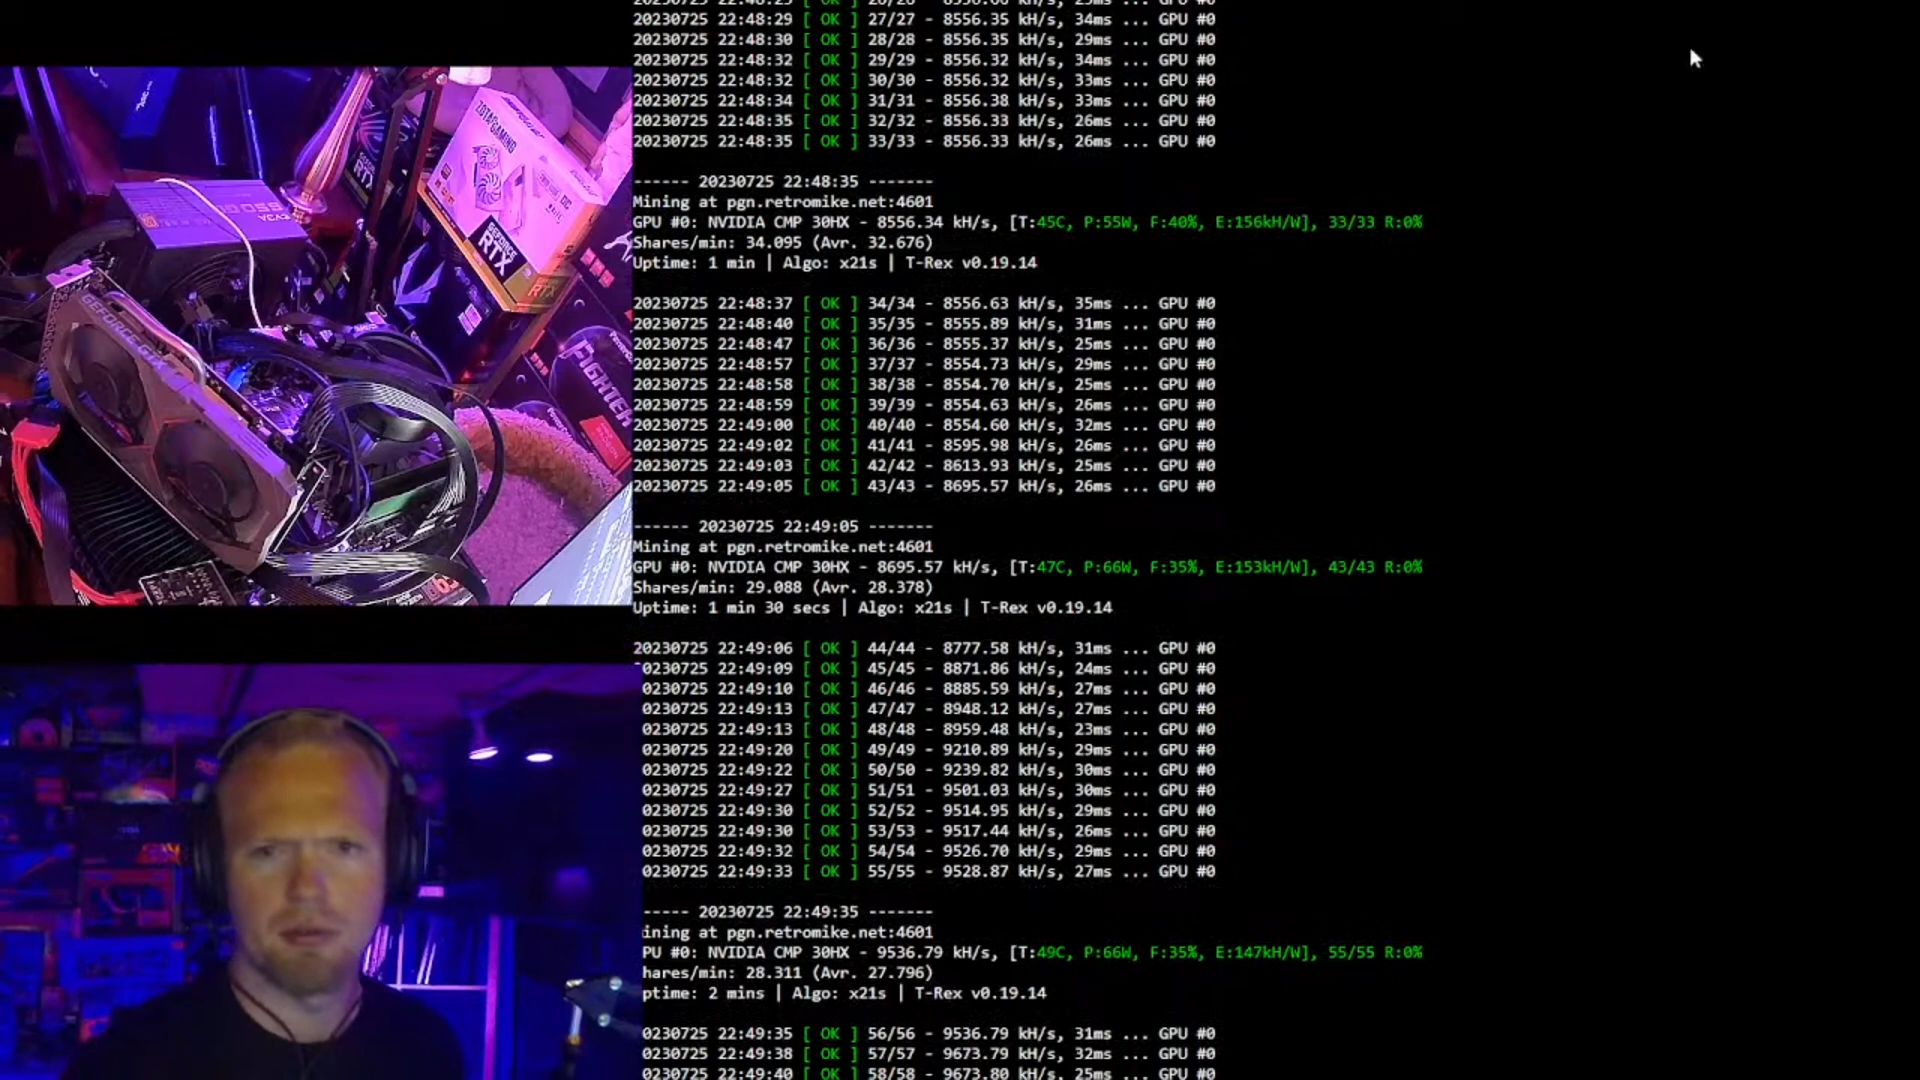 20230725 22:48:29 [ OK ] 27/27 - 8556.35 kH/s, 34ms ... GPU #0
20230725 22:48:30 [ OK ] 28/28 - 8556.35 kH/s, 29ms ... GPU #0
20230725 22:48:32 [ OK ] 29/29 - 8556.32 kH/s, 34ms ... GPU #0
20230725 22:48:32 [ OK ] 30/30 - 8556.32 kH/s, 33ms ... GPU #0
20230725 22:48:34 [ OK ] 31/31 - 8556.38 kH/s, 33ms ... GPU #0
20230725 22:48:35 [ OK ] 32/32 - 8556.33 kH/s, 26ms ... GPU #0
20230725 22:48:35 [ OK ] 33/33 - 8556.33 kH/s, 26ms ... GPU #0
------ 20230725 22:48:35 -------
Mining at pgn.retromike.net:4601
GPU #0: NVIDIA CMP 30HX - 8556.34 kH/s, [T:45C, P:55W, F:40%, E:156kH/W], 33/33 R:0%
Shares/min: 34.095 (Avr. 32.676)
Uptime: 1 min | Algo: x21s | T-Rex v0.19.14
20230725 22:48:37 [ OK ] 34/34 - 8556.63 kH/s, 35ms ... GPU #0
20230725 22:48:40 [ OK ] 35/35 - 8555.89 kH/s, 31ms ... GPU #0
20230725 22:48:47 [ OK ] 36/36 - 8555.37 kH/s, 25ms ... GPU #0
20230725 22:48:57 [ OK ] 37/37 - 8554.73 kH/s, 29ms ... GPU #0
20230725 22:48:58 [ OK ] 38/38 - 8554.70 kH/s, 25ms ... GPU #0
20230725 22:48:59 [ OK ] 39/39 - 8554.63 kH/s, 26ms ... GPU #0
20230725 22:49:00 [ OK ] 40/40 - 8554.60 kH/s, 32ms ... GPU #0
20230725 22:49:02 [ OK ] 41/41 - 8595.98 kH/s, 26ms ... GPU #0
20230725 22:49:03 [ OK ] 42/42 - 8613.93 kH/s, 25ms ... GPU #0
20230725 22:49:05 [ OK ] 43/43 - 8695.57 kH/s, 26ms ... GPU #0
------ 20230725 22:49:05 -------
Mining at pgn.retromike.net:4601
GPU #0: NVIDIA CMP 30HX - 8695.57 kH/s, [T:47C, P:66W, F:35%, E:153kH/W], 43/43 R:0%
Shares/min: 29.088 (Avr. 28.378)
Uptime: 1 min 30 secs | Algo: x21s | T-Rex v0.19.14
20230725 22:49:06 [ OK ] 44/44 - 8777.58 kH/s, 31ms ... GPU #0
0230725 22:49:09 [ OK ] 45/45 - 8871.86 kH/s, 24ms ... GPU #0
0230725 22:49:10 [ OK ] 46/46 - 8885.59 kH/s, 27ms ... GPU #0
0230725 22:49:13 [ OK ] 47/47 - 8948.12 kH/s, 27ms ... GPU #0
0230725 22:49:13 [ OK ] 48/48 - 8959.48 kH/s, 23ms ... GPU #0
0230725 22:49:20 [ OK ] 49/49 - 9210.89 kH/s, 29ms ... GPU #0
0230725 22:49:22 [ OK ] 50/50 - 9239.82 kH/s, 30ms ... GPU #0
0230725 22:49:27 [ OK ] 51/51 - 9501.03 kH/s, 30ms ... GPU #0
0230725 22:49:30 [ OK ] 52/52 - 9514.95 kH/s, 29ms ... GPU #0
0230725 22:49:30 [ OK ] 53/53 - 9517.44 kH/s, 26ms ... GPU #0
0230725 22:49:32 [ OK ] 54/54 - 9526.70 kH/s, 29ms ... GPU #0
0230725 22:49:33 [ OK ] 55/55 - 9528.87 kH/s, 27ms ... GPU #0
----- 20230725 22:49:35 -------
ining at pgn.retromike.net:4601
PU #0: NVIDIA CMP 30HX - 9536.79 kH/s, [T:49C, P:66W, F:35%, E:147kH/W], 55/55 R:0%
hares/min: 28.311 (Avr. 27.796)
ptime: 2 mins | Algo: x21s | T-Rex v0.19.14
0230725 22:49:35 [ OK ] 56/56 - 9536.79 kH/s, 31ms ... GPU #0
0230725 22:49:38 [ OK ] 57/57 - 9673.79 kH/s, 32ms ... GPU #0
0230725 22:49:40 [ OK ] 58/58 - 9673.80 kH/s, 25ms ... GPU #0
ZOTAC GAMING
GEFORCE
RTX
EVGA
GEFORCE GTX
FIGHTER